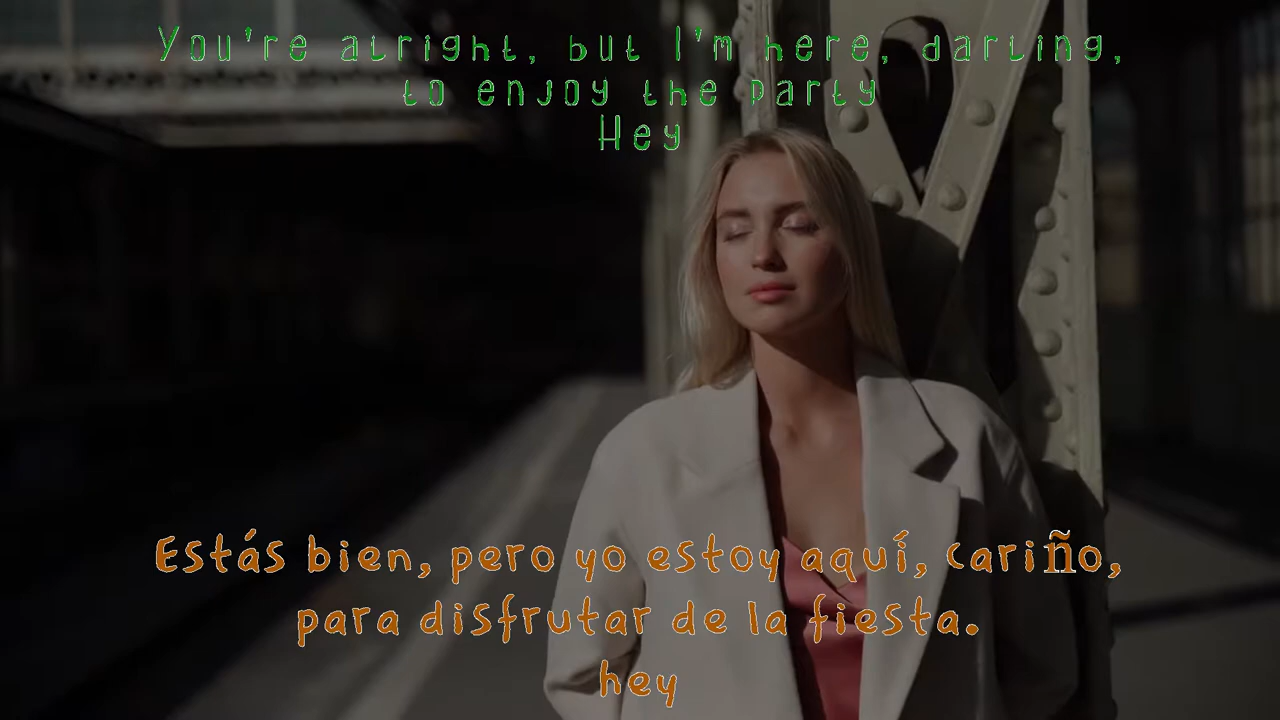 You're alright, but I'm here, darling,
to enjoy the party
Hey
Estás bien, pero yo estoy aquí, cariño,
para disfrutar de la fiesta.
hey